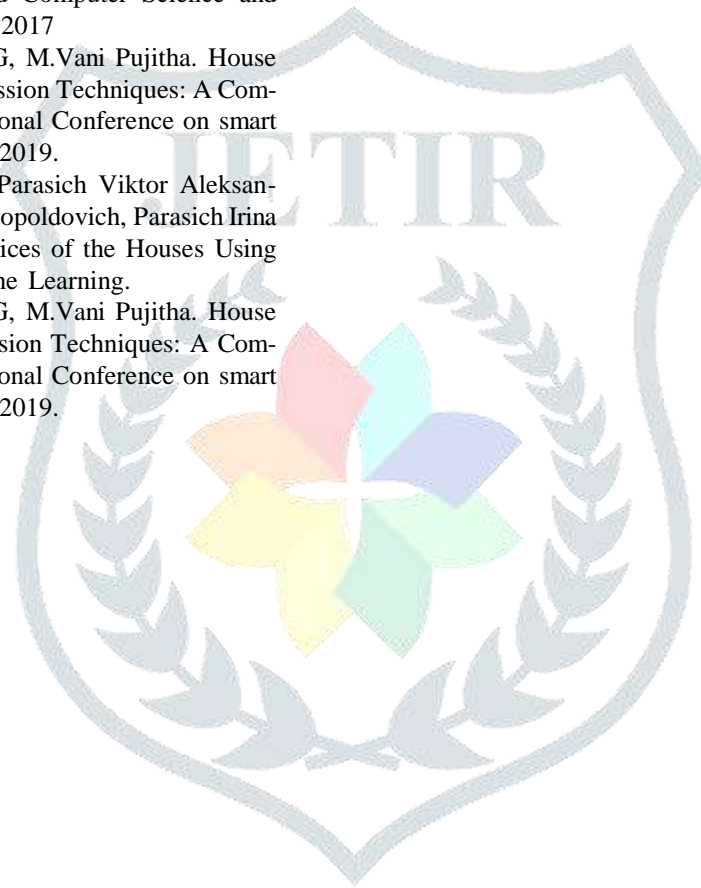 Computer Science and
2017
G, M.Vani Pujitha. House
ssion Techniques: A Com-
onal Conference on smart
2019.
Parasich Viktor Aleksan-
opoldovich, Parasich Irina
ices of the Houses Using
ne Learning.
G, M.Vani Pujitha. House
sion Techniques: A Com-
onal Conference on smart
2019.
JETIR